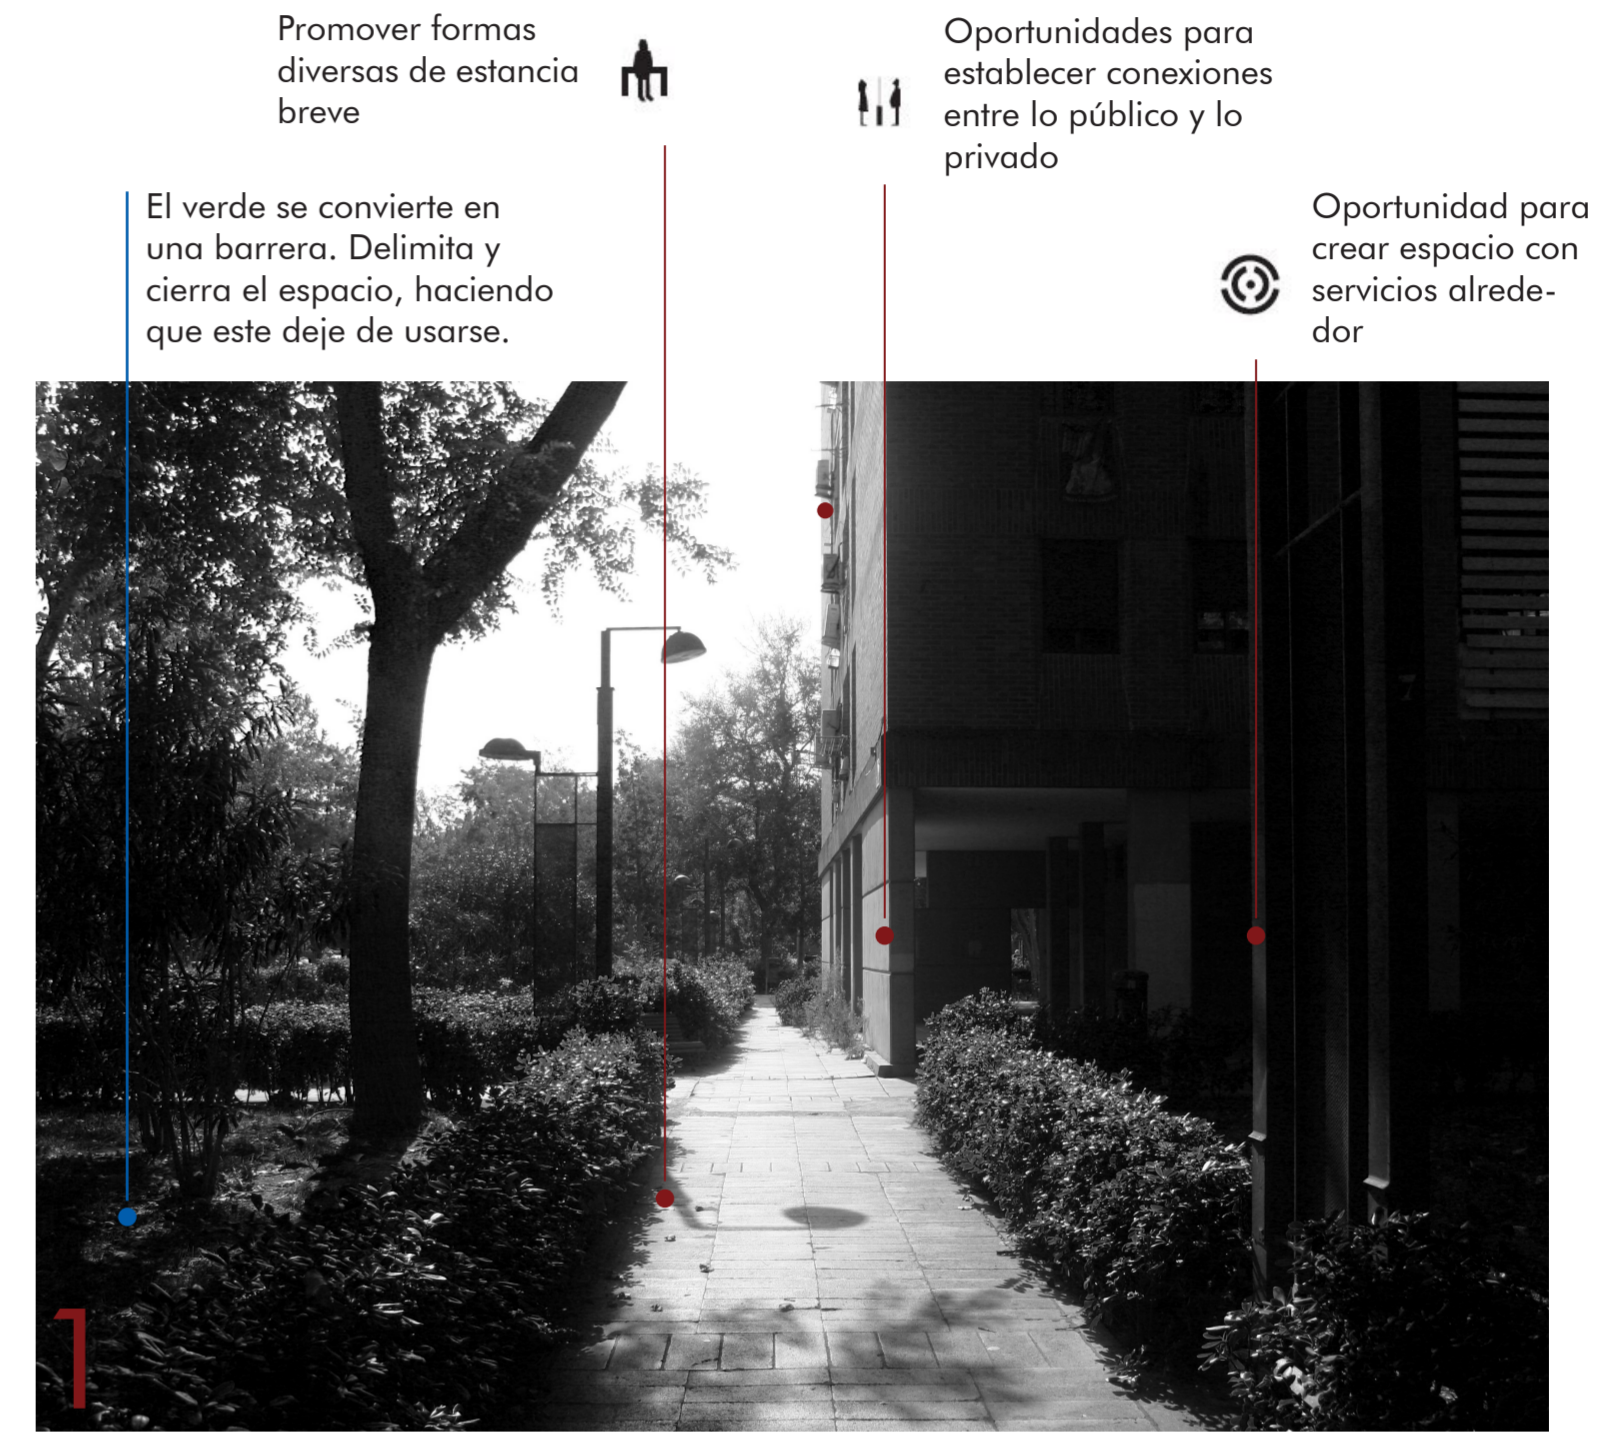 Promover formas
diversas de estancia
breve
Oportunidades para
establecer conexiones
entre lo público y lo
privado
El verde se convierte en
una barrera. Delimita y
cierra el espacio, haciendo
que este deje de usarse.
Oportunidad para
crear espacio con
servicios alrede-
dor
1